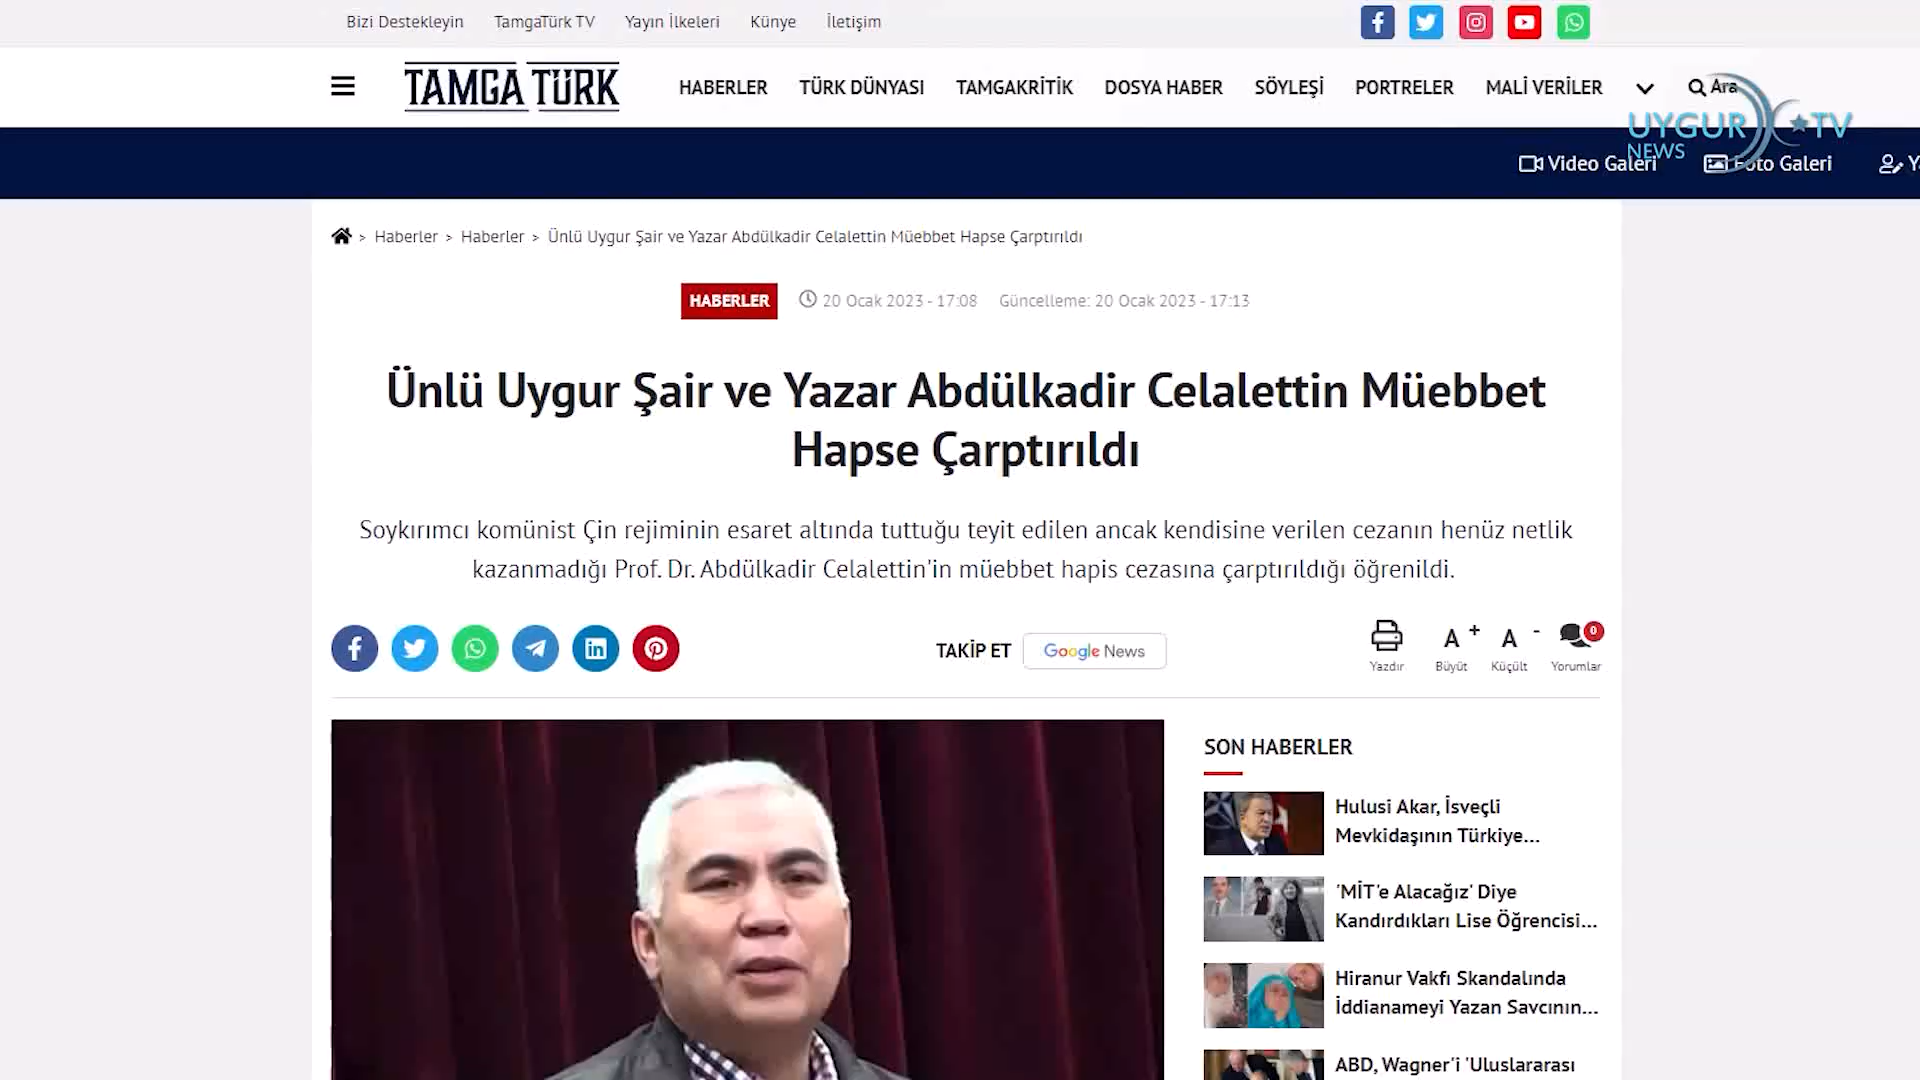 Bizi Destekleyin TamgaTürk TV Yayın İlkeleri Künye İletişim
TAMGA TÜRK
HABERLER TÜRK DÜNYASI TAMGAKRİTİK DOSYA HABER SÖYLEŞİ PORTRELER MALİ VERİLER Ara
UYGUR TV
NEWS
Video Galeri Foto Galeri
> Haberler > Haberler > Ünlü Uygur Şair ve Yazar Abdülkadir Celalettin Müebbet Hapse Çarptırıldı
HABERLER 20 Ocak 2023 - 17:08 Güncelleme: 20 Ocak 2023 - 17:13
Ünlü Uygur Şair ve Yazar Abdülkadir Celalettin Müebbet
Hapse Çarptırıldı
Soykırımcı komünist Çin rejiminin esaret altında tuttuğu teyit edilen ancak kendisine verilen cezanın henüz netlik
kazanmadığı Prof. Dr. Abdülkadir Celalettin'in müebbet hapis cezasına çarptırıldığı öğrenildi.
TAKİP ET Google News
A+ A- 0
Yazdır Büyüt Küçült Yorumlar
SON HABERLER
Hulusi Akar, İsveçli
Mevkidaşının Türkiye...
'MİT'e Alacağız' Diye
Kandırdıkları Lise Öğrencisi...
Hiranur Vakfı Skandalında
İddianameyi Yazan Savcının...
ABD, Wagner'i 'Uluslararası